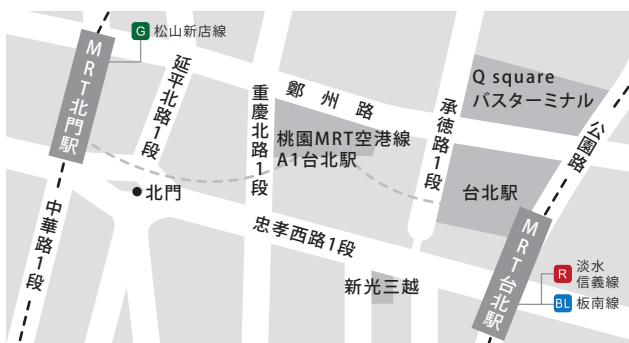 G 松山新店線
MRT北門駅
延平北路1段
重慶北路1段
鄭州路
承徳路1段
Q square
バスターミナル
公園路
桃園MRT空港線
A1台北駅
台北駅
北門
中華路1段
忠孝西路1段
新光三越
MRT台北駅
R 淡水
信義線
BL 板南線